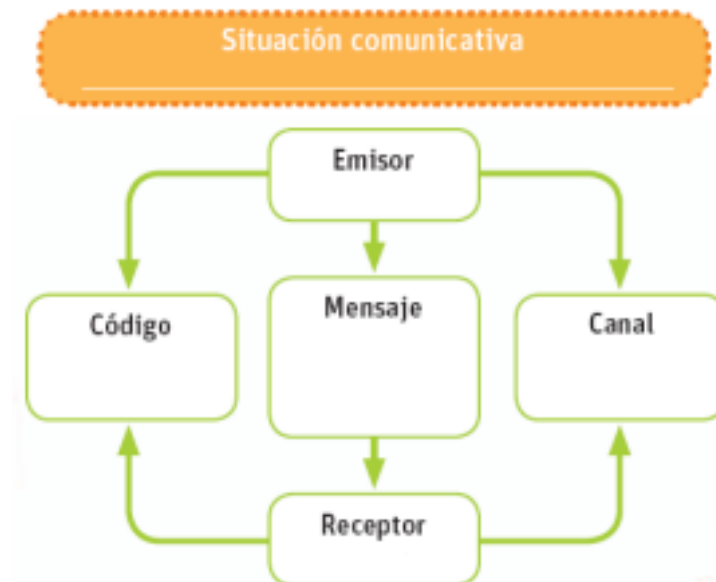 Situación comunicativa
Emisor
Código
Mensaje
Canal
Receptor